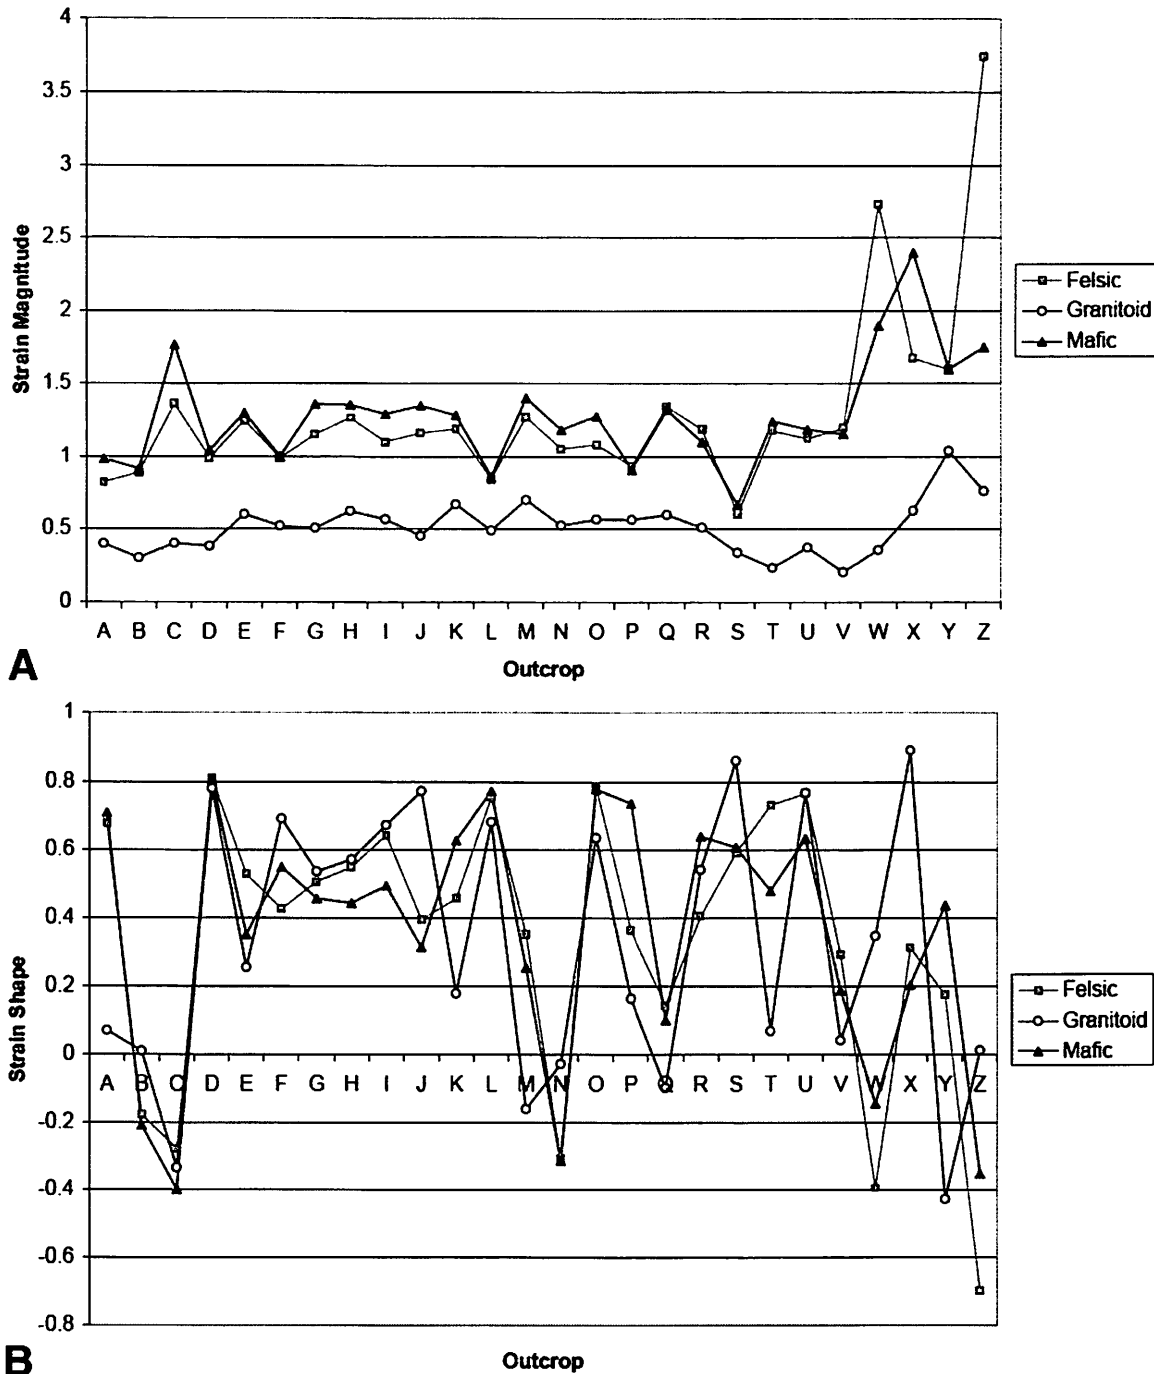 4
3.5
3
2.5
2
1.5
1
0.5
0
Strain Magnitude
A B C D E F G H I J K L M N O P Q R S T U V W X Y Z
Outcrop
Felsic
Granitoid
Mafic
A
1
0.8
0.6
0.4
0.2
0
-0.2
-0.4
-0.6
-0.8
Strain Shape
A B C D E F G H I J K L M N O P Q R S T U V W X Y Z
Outcrop
Felsic
Granitoid
Mafic
B